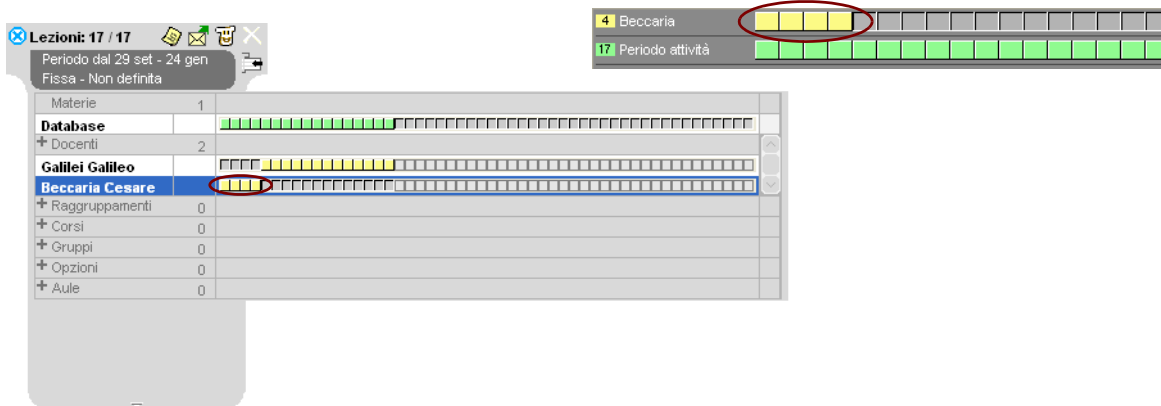 4 Beccaria
17 Periodo attività
Lezioni: 17 / 17
Periodo dal 29 set - 24 gen
Fissa - Non definita
Materie 1
Database
+ Docenti 2
Galilei Galileo
Beccaria Cesare
+ Raggruppamenti 0
+ Corsi 0
+ Gruppi 0
+ Opzioni 0
+ Aule 0